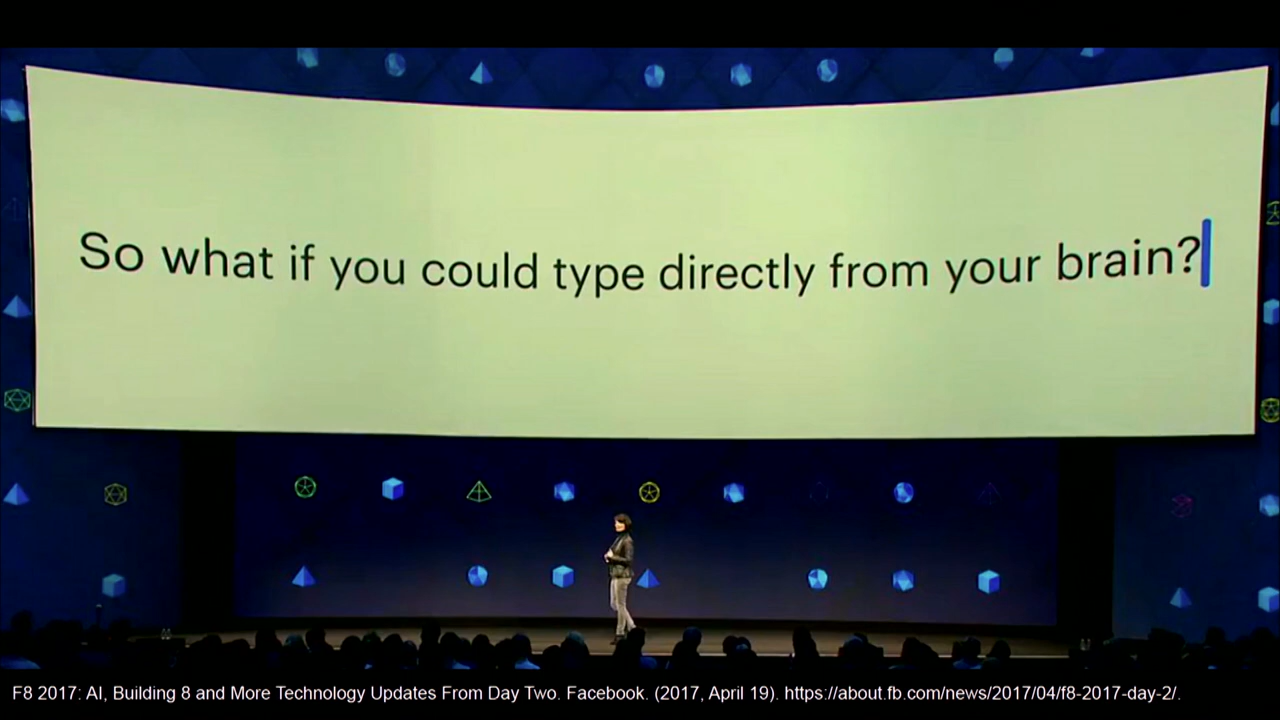 So what if you could type directly from your brain?
F8 2017: AI, Building 8 and More Technology Updates From Day Two. Facebook. (2017, April 19). https://about.fb.com/news/2017/04/f8-2017-day-2/.